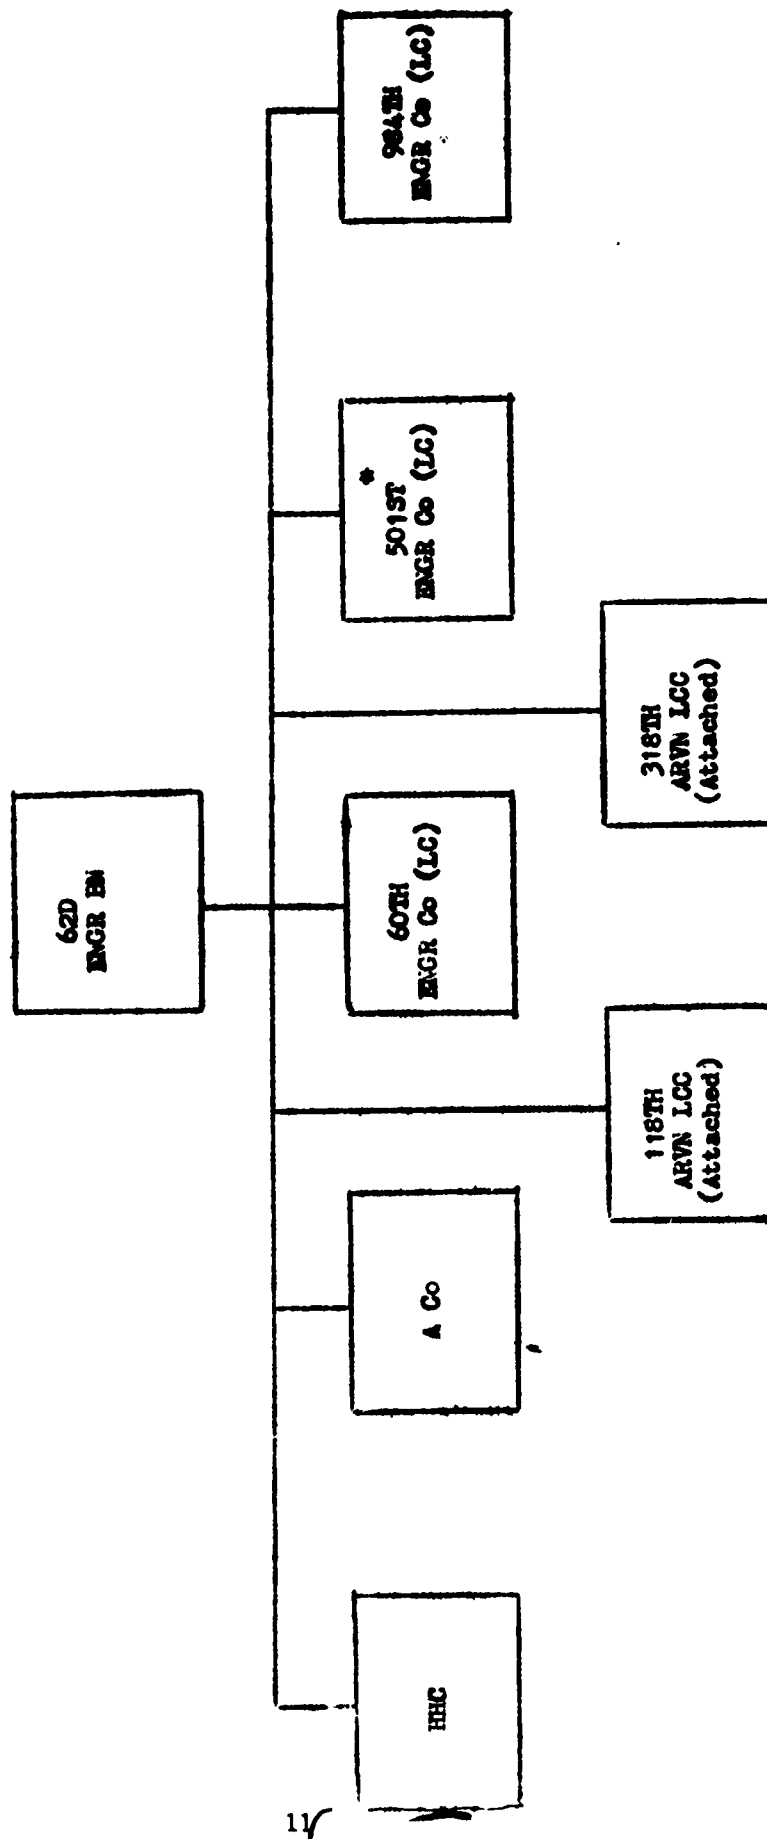 62D
ENGR BN
HHC
A Co
60TH
ENGR Co (LC)
*
501ST
ENGR Co (LC)
984TH
ENGR Co (LC)
118TH
ARVN LCC
(Attached)
318TH
ARVN LCC
(Attached)
11